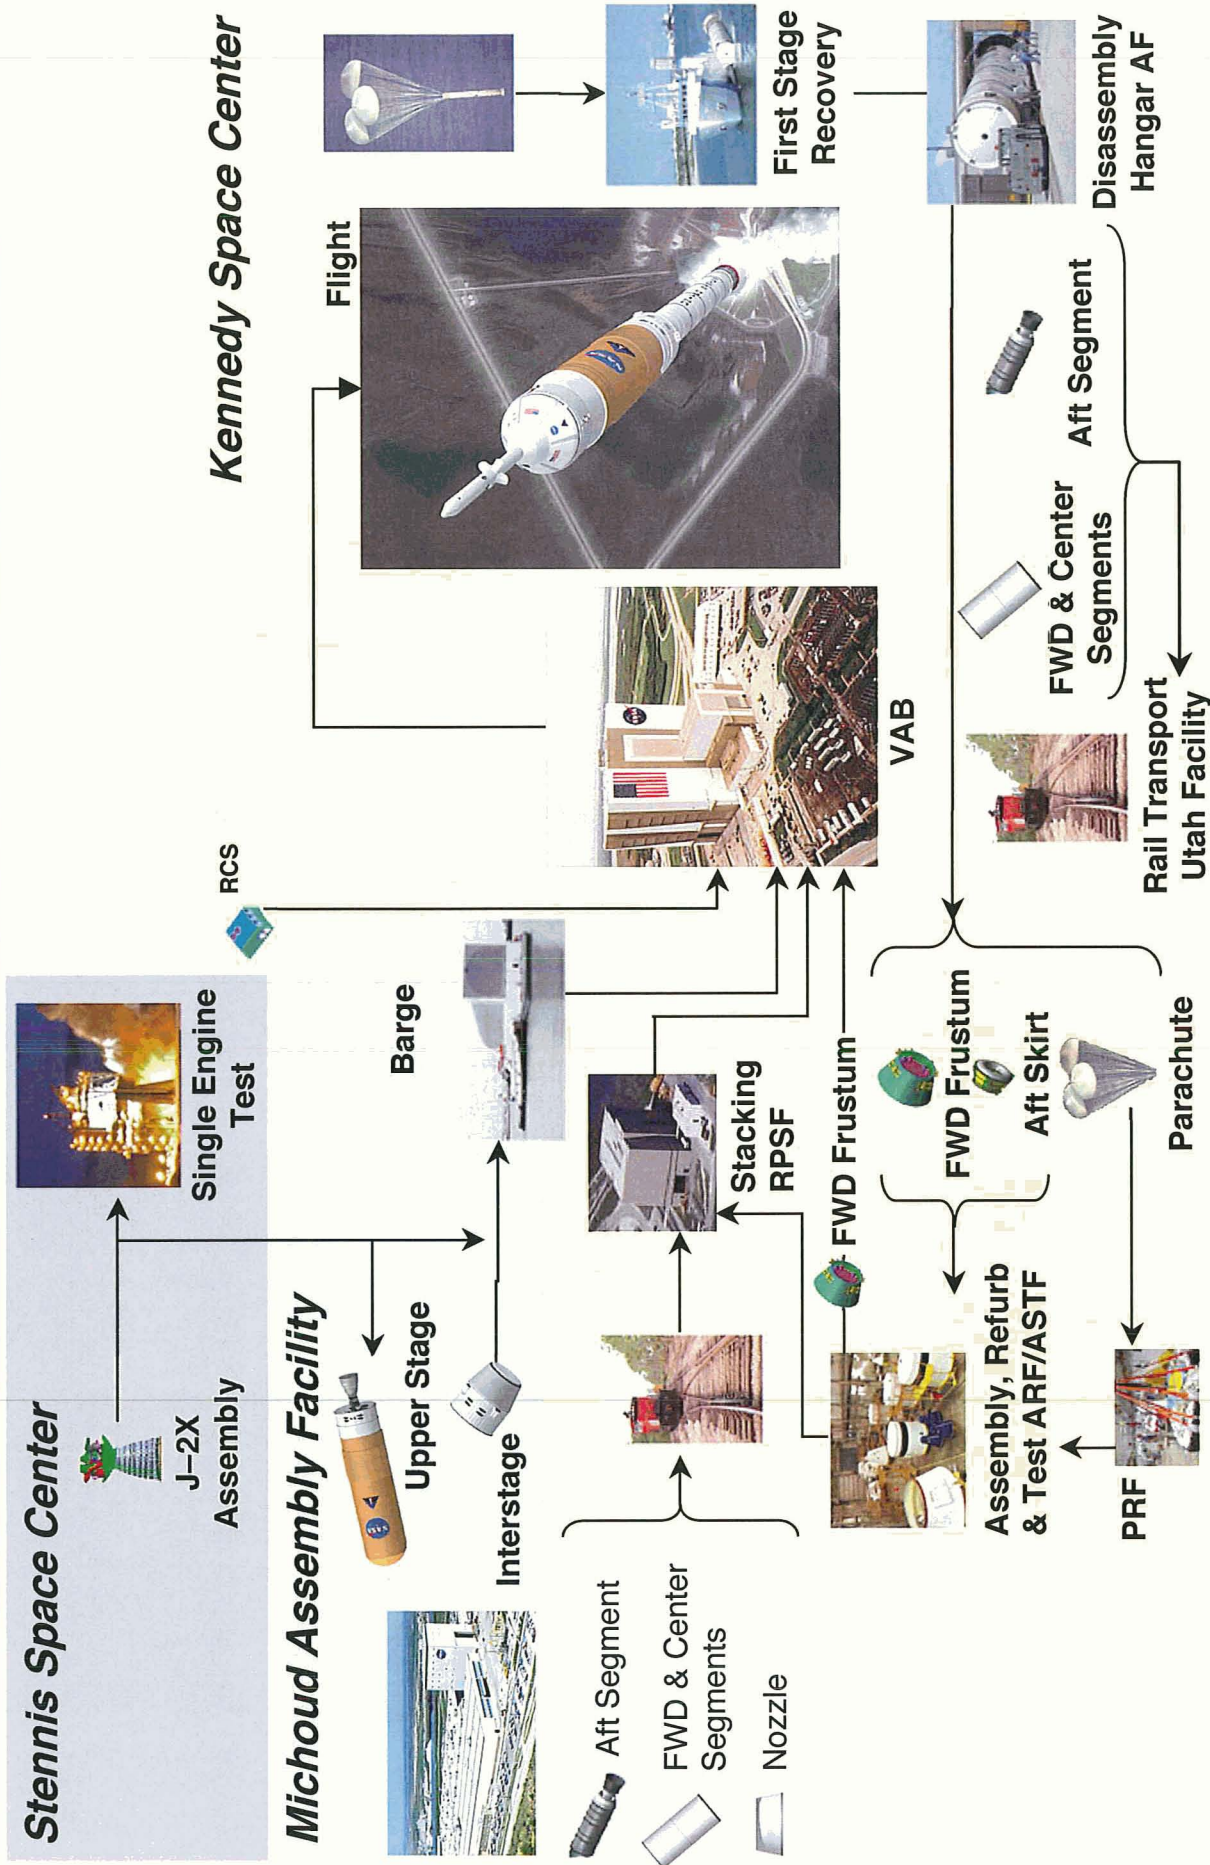 Stennis Space Center
J–2X
Assembly
Single Engine
Test
RCS
Kennedy Space Center
Michoud Assembly Facility
Upper Stage
Interstage
Barge
Flight
First Stage
Recovery
Aft Segment
FWD & Center
Segments
Nozzle
Stacking
RPSF
FWD Frustum
VAB
Disassembly
Hangar AF
Assembly, Refurb
& Test ARF/ASTF
FWD Frustum
Aft Skirt
Parachute
PRF
FWD & Center
Segments
Aft Segment
Rail Transport
Utah Facility